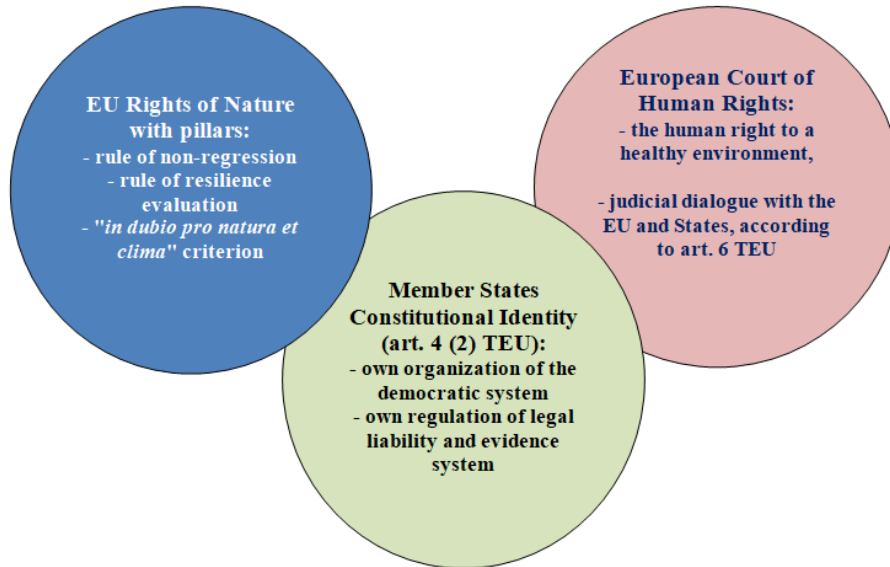 EU Rights of Nature
with pillars:
- rule of non-regression
- rule of resilience
evaluation
- "in dubio pro natura et
clima" criterion
European Court of
Human Rights:
- the human right to a
healthy environment,
- judicial dialogue with the
EU and States, according
to art. 6 TEU
Member States
Constitutional Identity
(art. 4 (2) TEU):
- own organization of the
democratic system
- own regulation of legal
liability and evidence
system